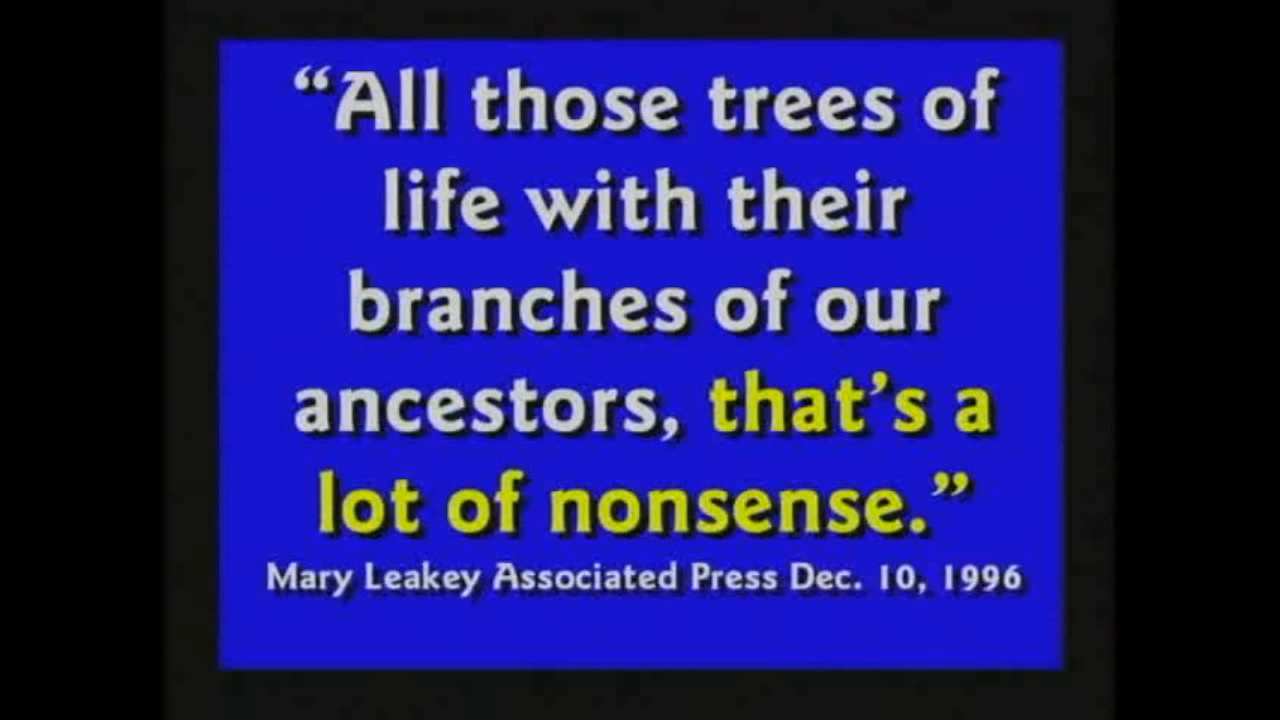 “All those trees of
life with their
branches of our
ancestors, that’s a
lot of nonsense.”
Mary Leakey Associated Press Dec. 10, 1996